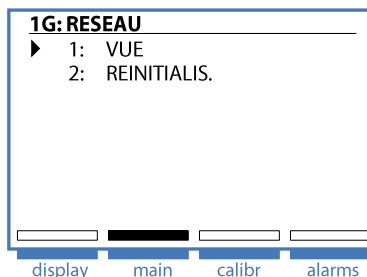 1G: RESEAU
1: VUE
2: REINITIALIS.
display main calibr alarms